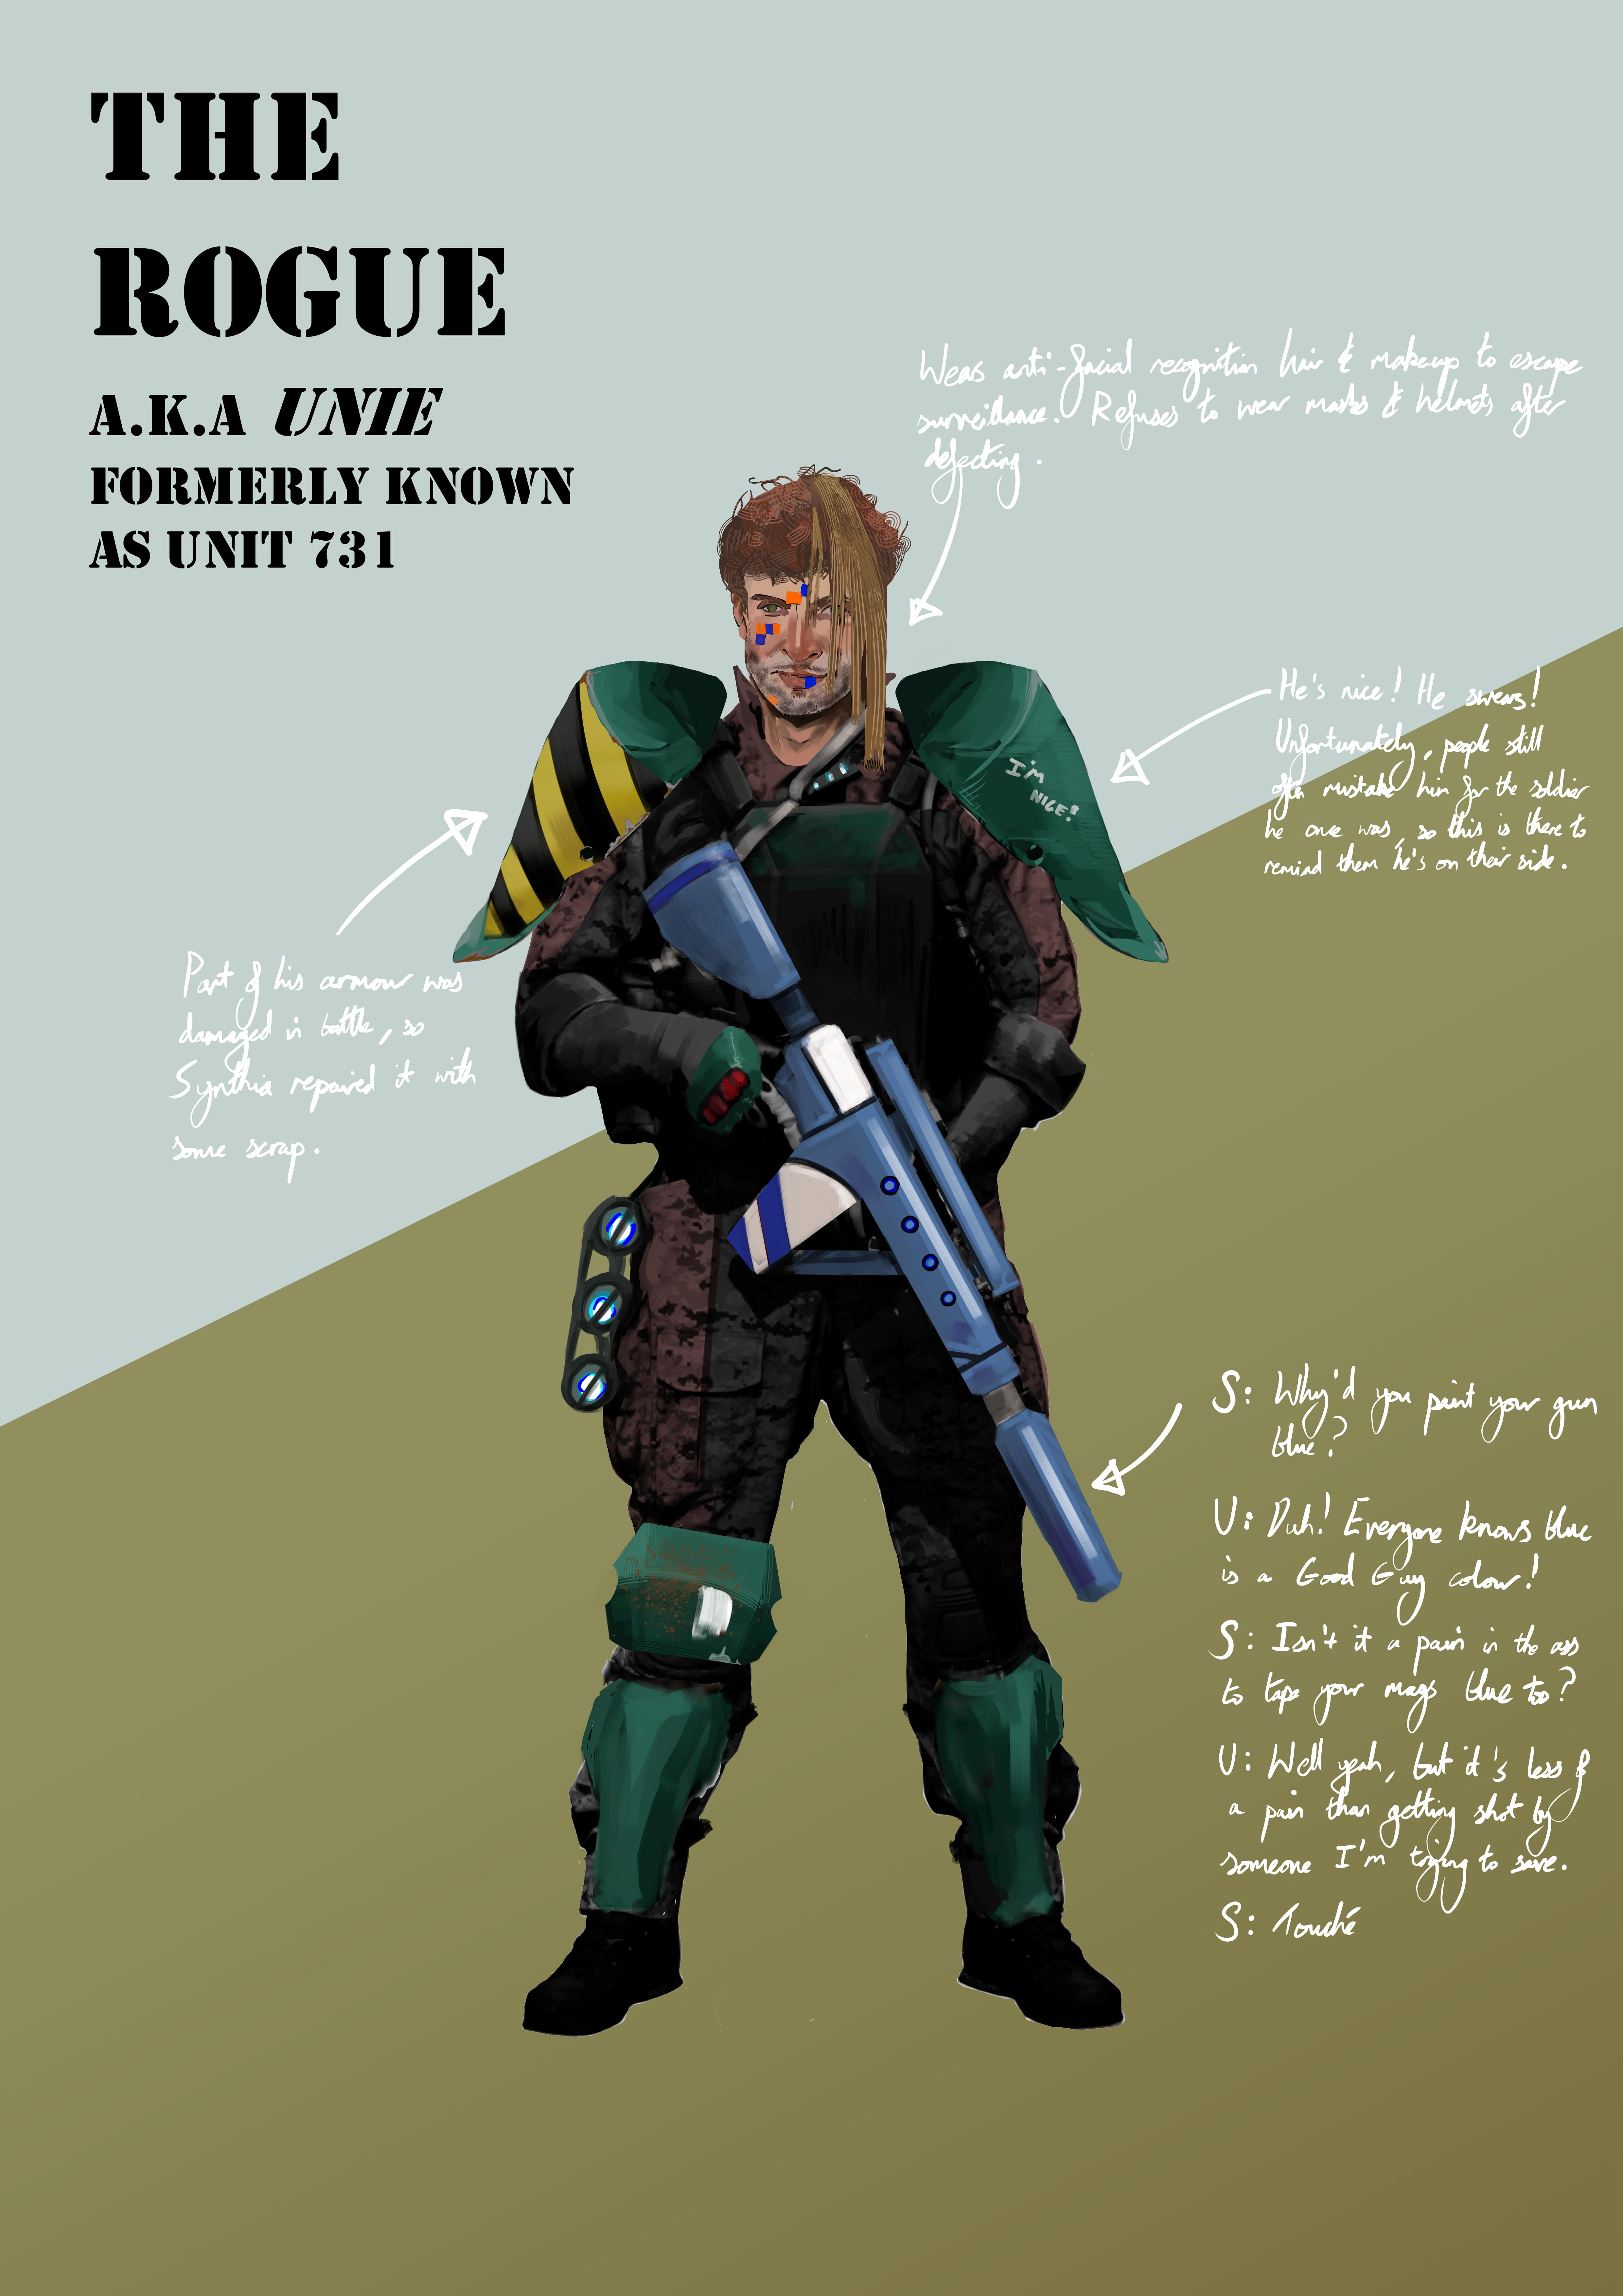 THE
ROGUE
A.K.A UNIE
FORMERLY KNOWN
AS UNIT 731
Wears anti-facial recognition hair & makeup to escape
surveillance. Refuses to wear masks & helmets after
defecting.
He's nice! He swears!
Unfortunately, people still
often mistake him for the soldier
he once was, so this is there to
remind them he's on their side.
I'M
NICE!
Part of his armour was
damaged in battle, so
Synthia repaired it with
some scrap.
S: Why'd you paint your gun
blue?
U: Duh! Everyone knows blue
is a Good Guy colour!
S: Isn't it a pain in the ass
to tape your mags blue too?
U: Well yeah, but it's less of
a pain than getting shot by
someone I'm trying to save.
S: Touché